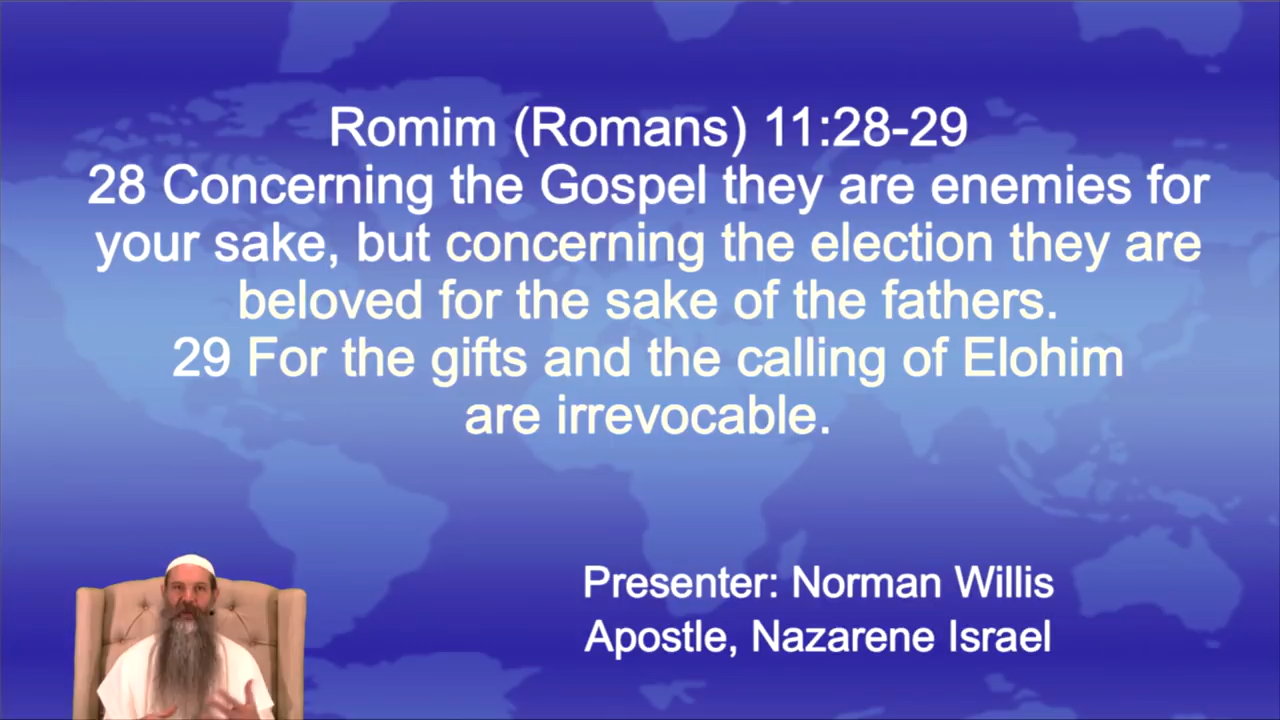 Romim (Romans) 11:28-29
28 Concerning the Gospel they are enemies for
your sake, but concerning the election they are
beloved for the sake of the fathers.
29 For the gifts and the calling of Elohim
are irrevocable.
Presenter: Norman Willis
Apostle, Nazarene Israel